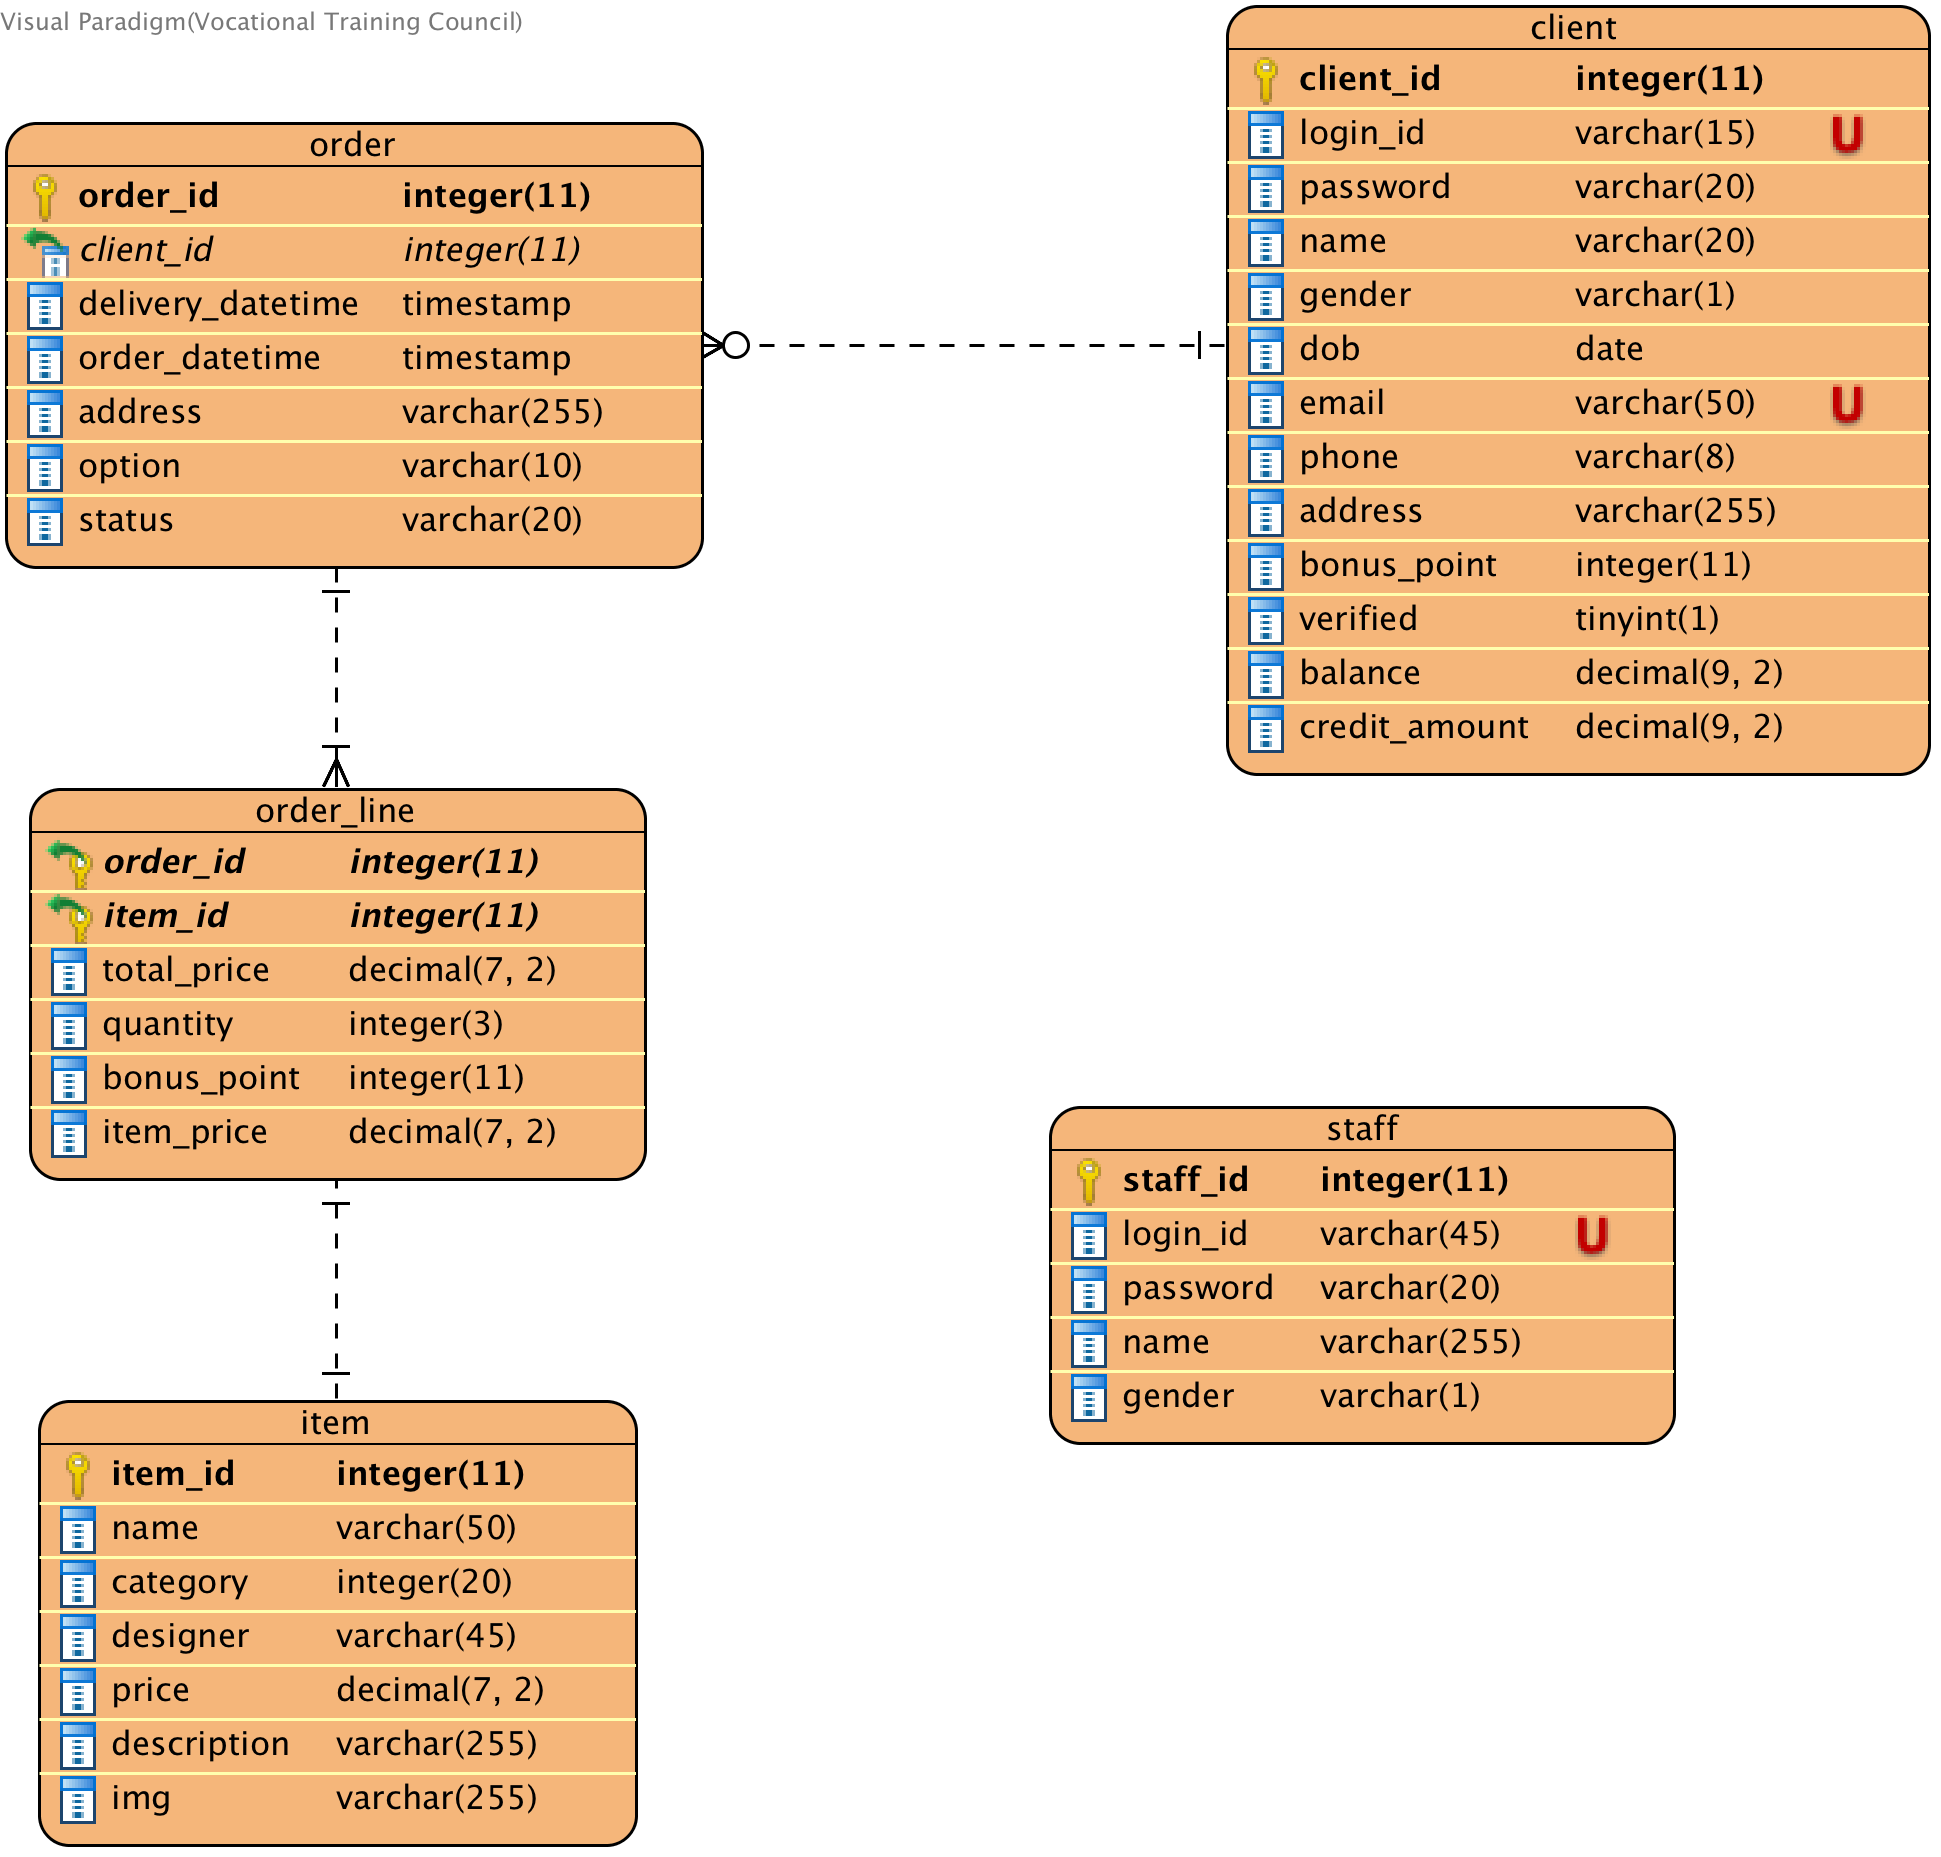 Visual Paradigm(Vocational Training Council)
client
client_id integer(11)
login_id varchar(15) U
password varchar(20)
name varchar(20)
gender varchar(1)
dob date
email varchar(50) U
phone varchar(8)
address varchar(255)
bonus_point integer(11)
verified tinyint(1)
balance decimal(9, 2)
credit_amount decimal(9, 2)
order
order_id integer(11)
client_id integer(11)
delivery_datetime timestamp
order_datetime timestamp
address varchar(255)
option varchar(10)
status varchar(20)
order_line
order_id integer(11)
item_id integer(11)
total_price decimal(7, 2)
quantity integer(3)
bonus_point integer(11)
item_price decimal(7, 2)
staff
staff_id integer(11)
login_id varchar(45) U
password varchar(20)
name varchar(255)
gender varchar(1)
item
item_id integer(11)
name varchar(50)
category integer(20)
designer varchar(45)
price decimal(7, 2)
description varchar(255)
img varchar(255)